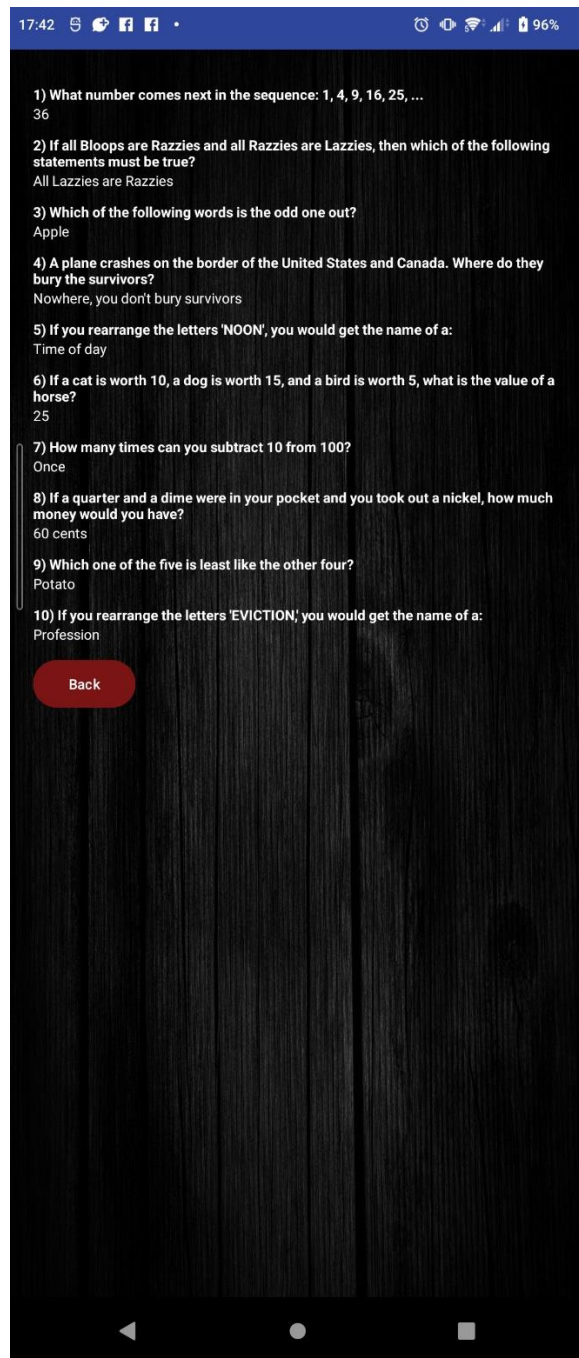 17:42
96%
1) What number comes next in the sequence: 1, 4, 9, 16, 25, ...
36
2) If all Bloops are Razzies and all Razzies are Lazzies, then which of the following
statements must be true?
All Lazzies are Razzies
3) Which of the following words is the odd one out?
Apple
4) A plane crashes on the border of the United States and Canada. Where do they
bury the survivors?
Nowhere, you don't bury survivors
5) If you rearrange the letters 'NOON', you would get the name of a:
Time of day
6) If a cat is worth 10, a dog is worth 15, and a bird is worth 5, what is the value of a
horse?
25
7) How many times can you subtract 10 from 100?
Once
8) If a quarter and a dime were in your pocket and you took out a nickel, how much
money would you have?
60 cents
9) Which one of the five is least like the other four?
Potato
10) If you rearrange the letters 'EVICTION,' you would get the name of a:
Profession
Back